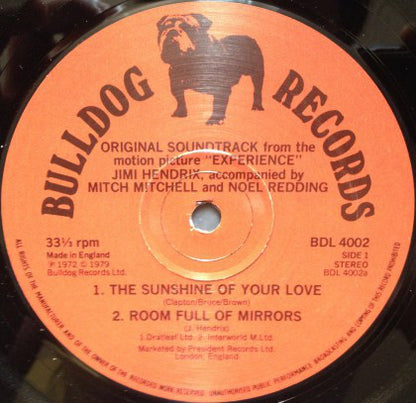 BULLDOG RECORDS
ORIGINAL SOUNDTRACK from the
motion picture "EXPERIENCE"
JIMI HENDRIX, accompanied by
MITCH MITCHELL and NOEL REDDING
33⅓ rpm
Made in England
℗ 1972 © 1979
Bulldog Records Ltd.
BDL 4002
SIDE 1
STEREO
BDL 4002a
1. THE SUNSHINE OF YOUR LOVE
(Clapton/Bruce/Brown)
2. ROOM FULL OF MIRRORS
(J. Hendrix)
1.Dratleaf Ltd. 2. Interworld M.Ltd.
Marketed by President Records Ltd.
London, England
ALL RIGHTS OF THE MANUFACTURER AND OF THE OWNER OF THE RECORDED WORK RESERVED. UNAUTHORISED PUBLIC PERFORMANCE, BROADCASTING AND COPYING OF THIS RECORD PROHIBITED.